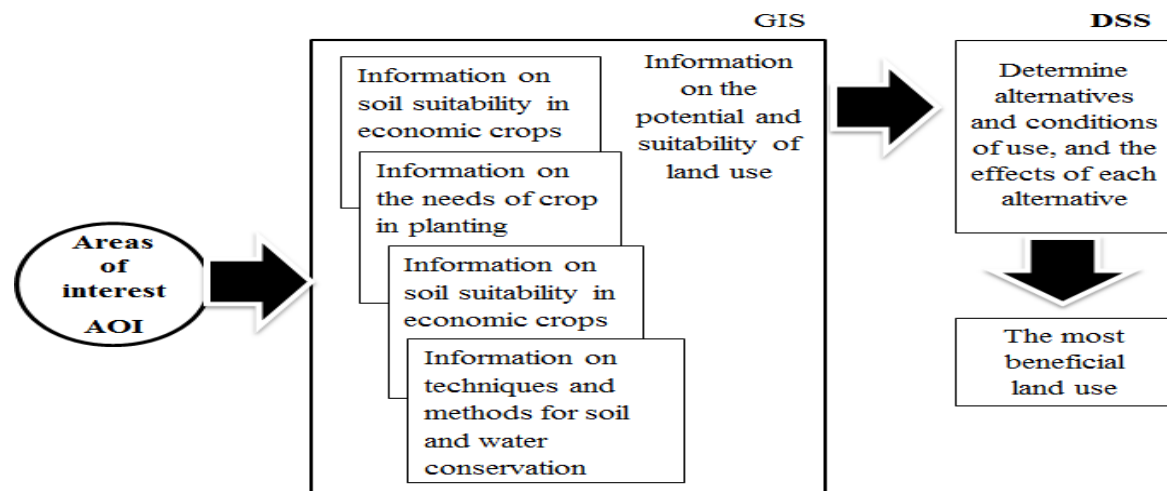 GIS
DSS
Areas
of
interest
AOI
Information on
soil suitability in
economic crops
Information on
the needs of crop
in planting
Information on
soil suitability in
economic crops
Information on
techniques and
methods for soil
and water
conservation
Information
on the
potential and
suitability of
land use
Determine
alternatives
and conditions
of use, and the
effects of each
alternative
The most
beneficial
land use